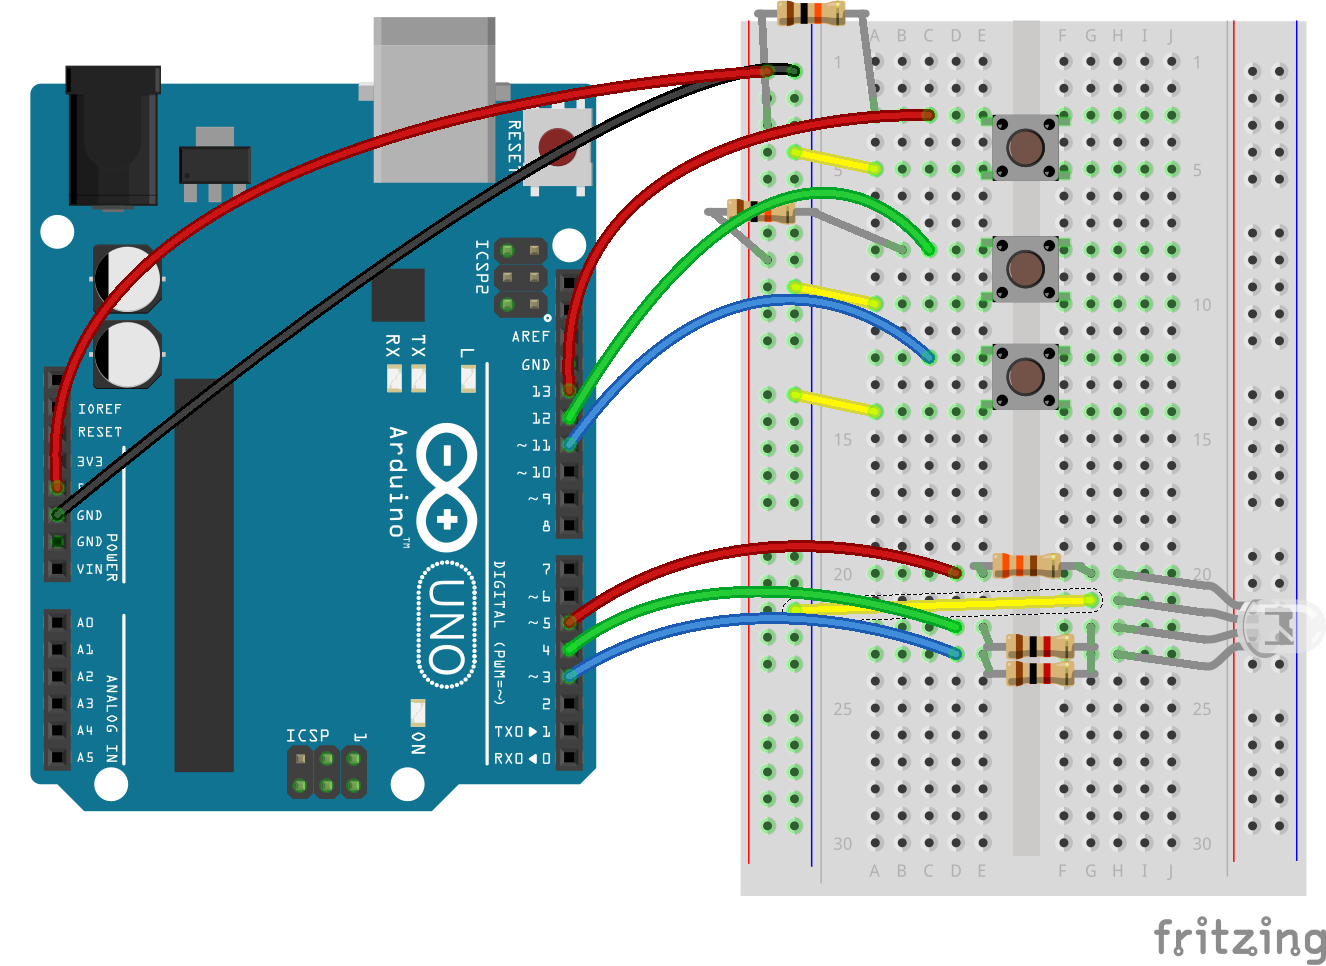 A B C D E F G H I J
1 1
RESET
5 5
ICSP2
10 10
AREF
GND
13
RX TX L
12
IOREF
RESET
~11
15 15
3V3
~10
~9
GND
8
GND
VIN
POWER
Arduino™
UNO
7
20 20
~6
~5
4
~3
2
TX0 1
RX0 0
DIGITAL (PWM=~)
A0
A1
A2
A3
A4
A5
ANALOG IN
25 25
ON
ICSP 1
30 30
A B C D E F G H I J
fritzing